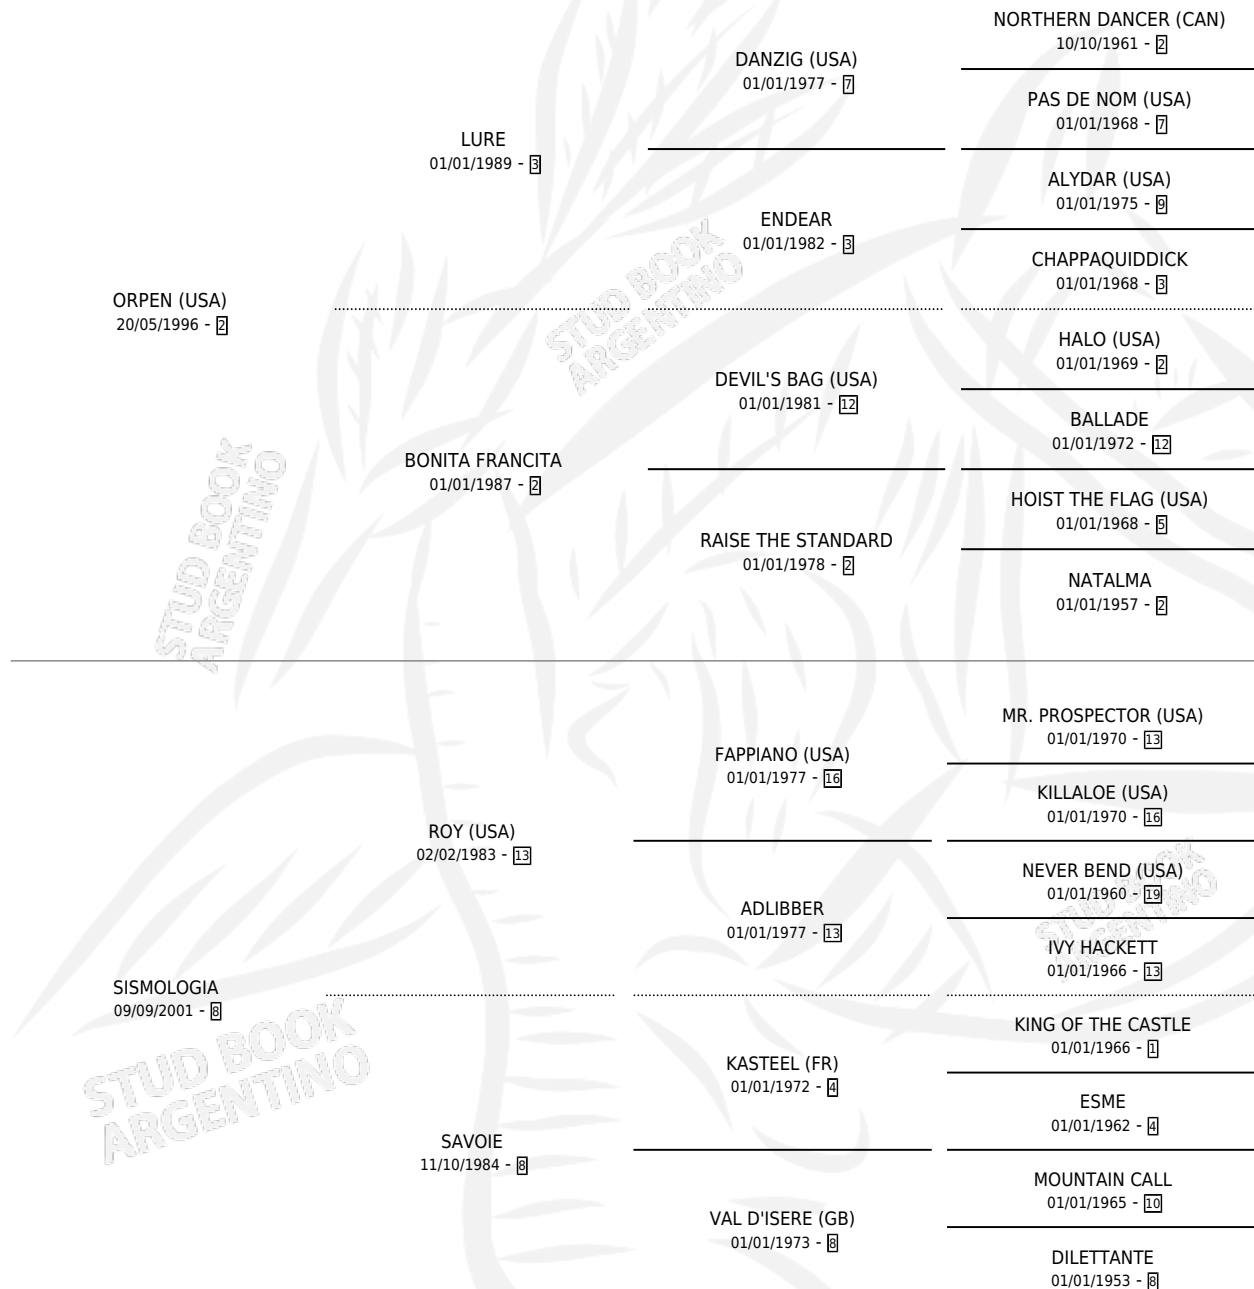 NORTHERN DANCER (CAN)
10/10/1961 - 2
DANZIG (USA)
01/01/1977 - 7
PAS DE NOM (USA)
01/01/1968 - 7
LURE
01/01/1989 - 3
ALYDAR (USA)
01/01/1975 - 9
ENDEAR
01/01/1982 - 3
CHAPPAQUIDDICK
01/01/1968 - 3
ORPEN (USA)
20/05/1996 - 2
STUD BOOK
ARGENTINO
HALO (USA)
01/01/1969 - 2
DEVIL'S BAG (USA)
01/01/1981 - 12
BALLADE
01/01/1972 - 12
BONITA FRANCITA
01/01/1987 - 2
HOIST THE FLAG (USA)
01/01/1968 - 5
RAISE THE STANDARD
01/01/1978 - 2
NATALMA
01/01/1957 - 2
STUD BOOK
ARGENTINO
MR. PROSPECTOR (USA)
01/01/1970 - 13
FAPPIANO (USA)
01/01/1977 - 16
KILLALOE (USA)
01/01/1970 - 16
ROY (USA)
02/02/1983 - 13
NEVER BEND (USA)
01/01/1960 - 19
ADLIBBER
01/01/1977 - 13
IVY HACKETT
01/01/1966 - 13
STUD BOOK
ARGENTINO
SISMOLOGIA
09/09/2001 - 8
STUD BOOK
ARGENTINO
KING OF THE CASTLE
01/01/1966 - 1
KASTEEL (FR)
01/01/1972 - 4
ESME
01/01/1962 - 4
SAVOIE
11/10/1984 - 8
MOUNTAIN CALL
01/01/1965 - 10
VAL D'ISERE (GB)
01/01/1973 - 8
DILETTANTE
01/01/1953 - 8